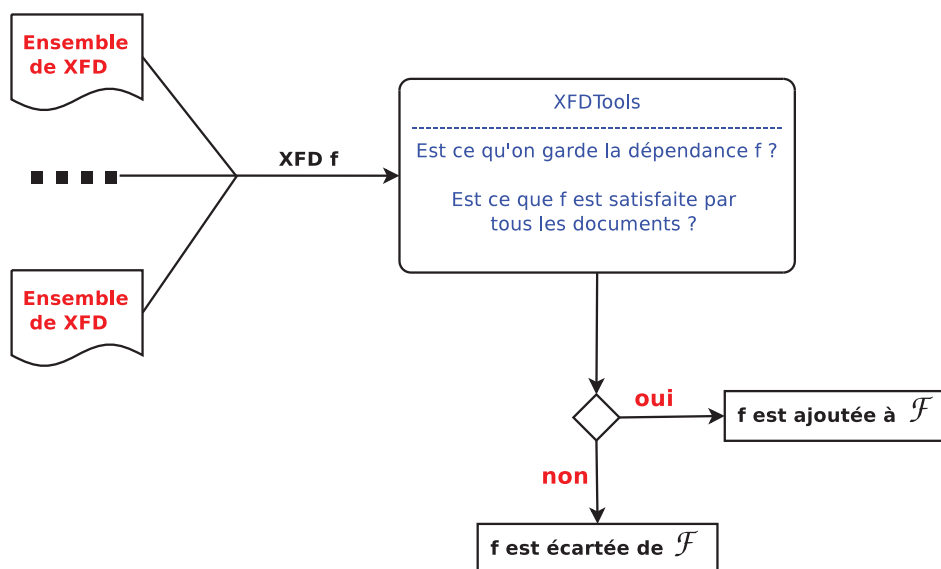 Ensemble
de XFD
XFD f
Ensemble
de XFD
XFDTools
Est ce qu'on garde la dépendance f ?
Est ce que f est satisfaite par
tous les documents ?
oui
f est ajoutée à ℱ
non
f est écartée de ℱ